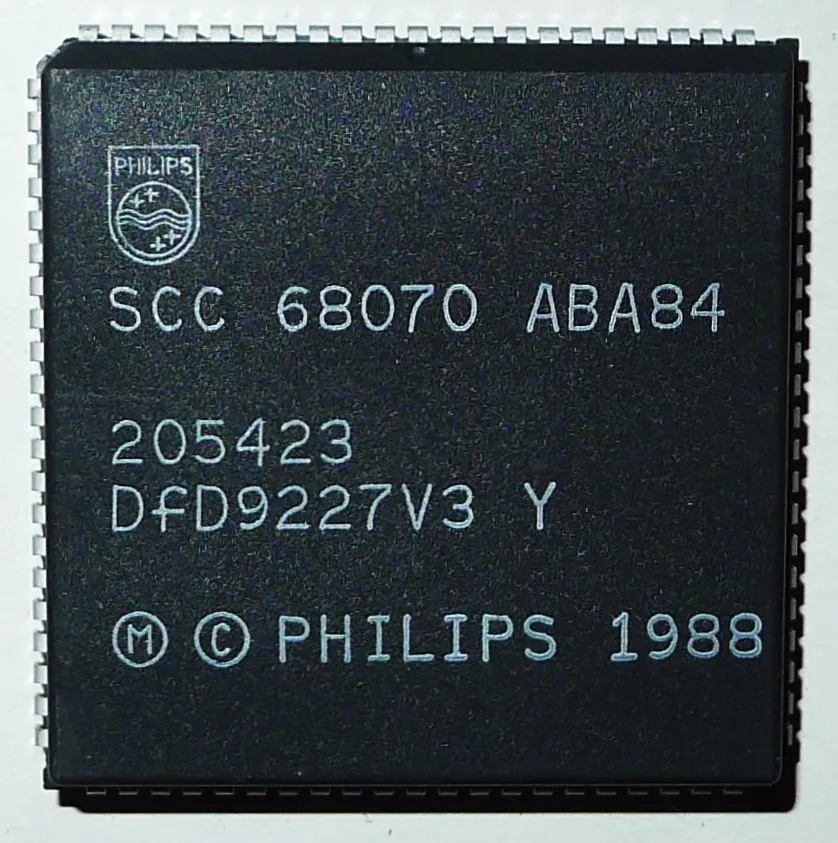 PHILIPS
SCC 68070 ABA84
205423
DfD9227V3 Y
Ⓜ © PHILIPS 1988